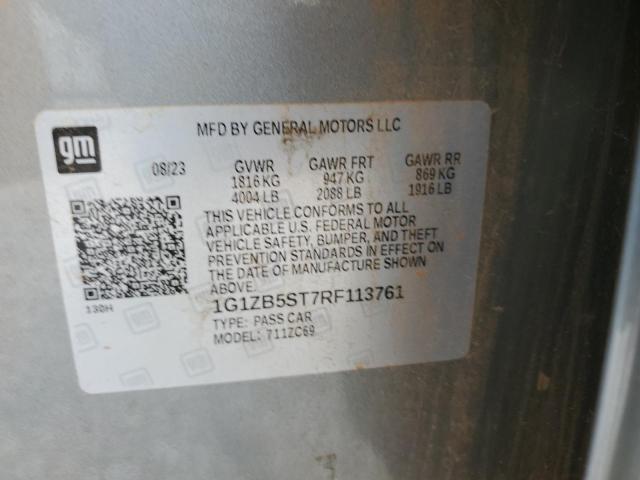 gm
MFD BY GENERAL MOTORS LLC
08/23 GVWR GAWR FRT GAWR RR
1816 KG 947 KG 869 KG
4004 LB 2088 LB 1916 LB
THIS VEHICLE CONFORMS TO ALL
APPLICABLE U.S. FEDERAL MOTOR
VEHICLE SAFETY, BUMPER, AND THEFT
PREVENTION STANDARDS IN EFFECT ON
THE DATE OF MANUFACTURE SHOWN
ABOVE.
130H
1G1ZB5ST7RF113761
TYPE: PASS CAR
MODEL: 711ZC69